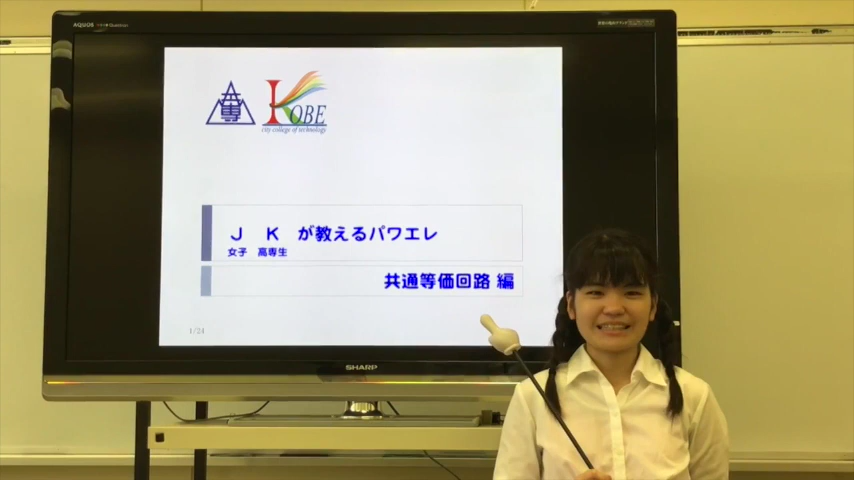 AQUOS
KOBE
city college of technology
JK が教えるパワエレ
女子 高専生
共通等価回路 編
1/24
SHARP